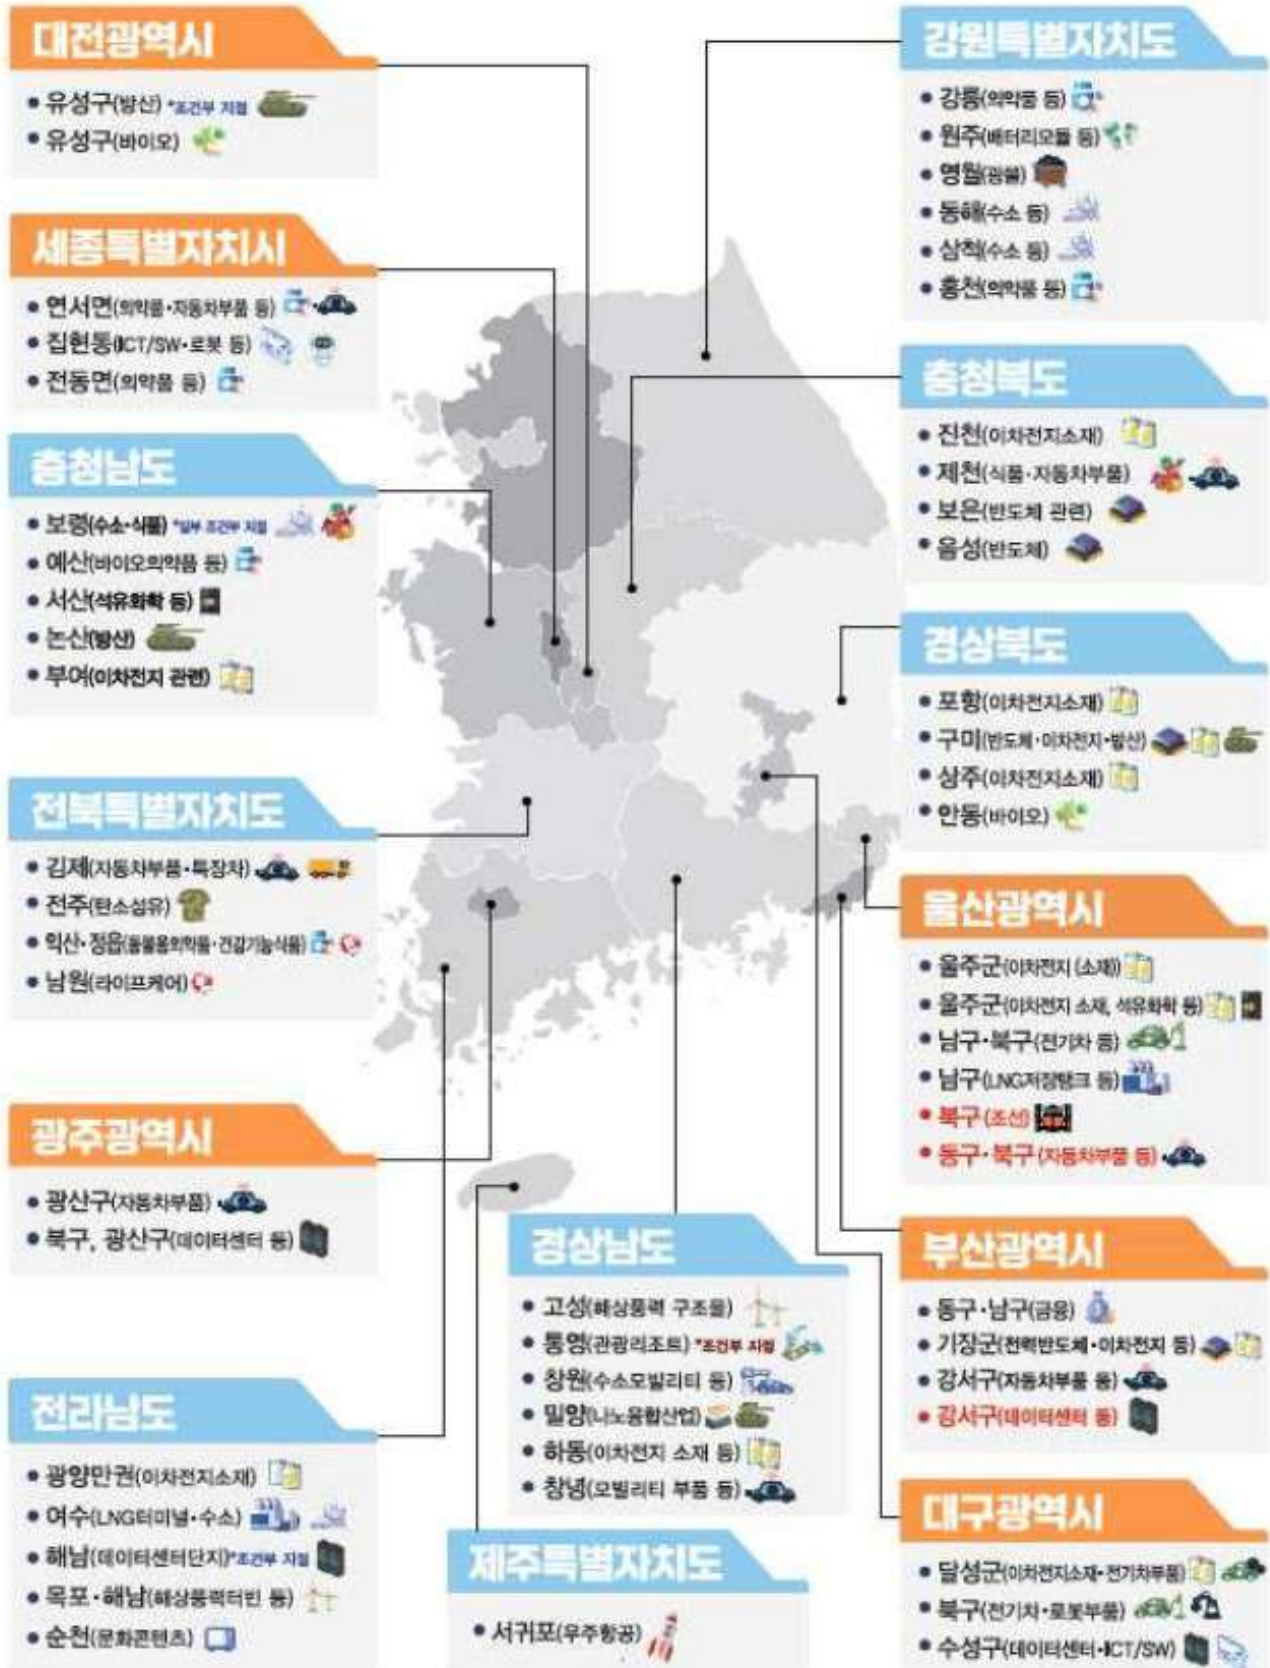 대전광역시
• 유성구(방산) *조건부 지정
• 유성구(바이오)
세종특별자치시
• 연서면(의약품·자동차부품 등)
• 집현동(ICT/SW·로봇 등)
• 전동면(의약품 등)
충청남도
• 보령(수소·식품) *일부 조건부 지정
• 예산(바이오의약품 등)
• 서산(석유화학 등)
• 논산(방산)
• 부여(이차전지 관련)
전북특별자치도
• 김제(자동차부품·특장차)
• 전주(탄소섬유)
• 익산·정읍(동물용의약품·건강기능식품)
• 남원(라이프케어)
광주광역시
• 광산구(자동차부품)
• 북구, 광산구(데이터센터 등)
전라남도
• 광양만권(이차전지소재)
• 여수(LNG터미널·수소)
• 해남(데이터센터단지)*조건부 지정
• 목포·해남(해상풍력터빈 등)
• 순천(문화콘텐츠)
강원특별자치도
• 강릉(의약품 등)
• 원주(배터리모듈 등)
• 영월(광물)
• 동해(수소 등)
• 삼척(수소 등)
• 홍천(의약품 등)
충청북도
• 진천(이차전지소재)
• 제천(식품·자동차부품)
• 보은(반도체 관련)
• 음성(반도체)
경상북도
• 포항(이차전지소재)
• 구미(반도체·이차전지·방산)
• 상주(이차전지소재)
• 안동(바이오)
울산광역시
• 울주군(이차전지 (소재))
• 울주군(이차전지 소재, 석유화학 등)
• 남구·북구(전기차 등)
• 남구(LNG저장탱크 등)
• 북구(조선)
• 동구·북구(자동차부품 등)
경상남도
• 고성(해상풍력 구조물)
• 통영(관광리조트) *조건부 지정
• 창원(수소모빌리티 등)
• 밀양(나노융합산업)
• 하동(이차전지 소재 등)
• 창녕(모빌리티 부품 등)
제주특별자치도
• 서귀포(우주항공)
부산광역시
• 동구·남구(금융)
• 기장군(전력반도체·이차전지 등)
• 강서구(자동차부품 등)
• 강서구(데이터센터 등)
대구광역시
• 달성군(이차전지소재·전기차부품)
• 북구(전기차·로봇부품)
• 수성구(데이터센터·ICT/SW)